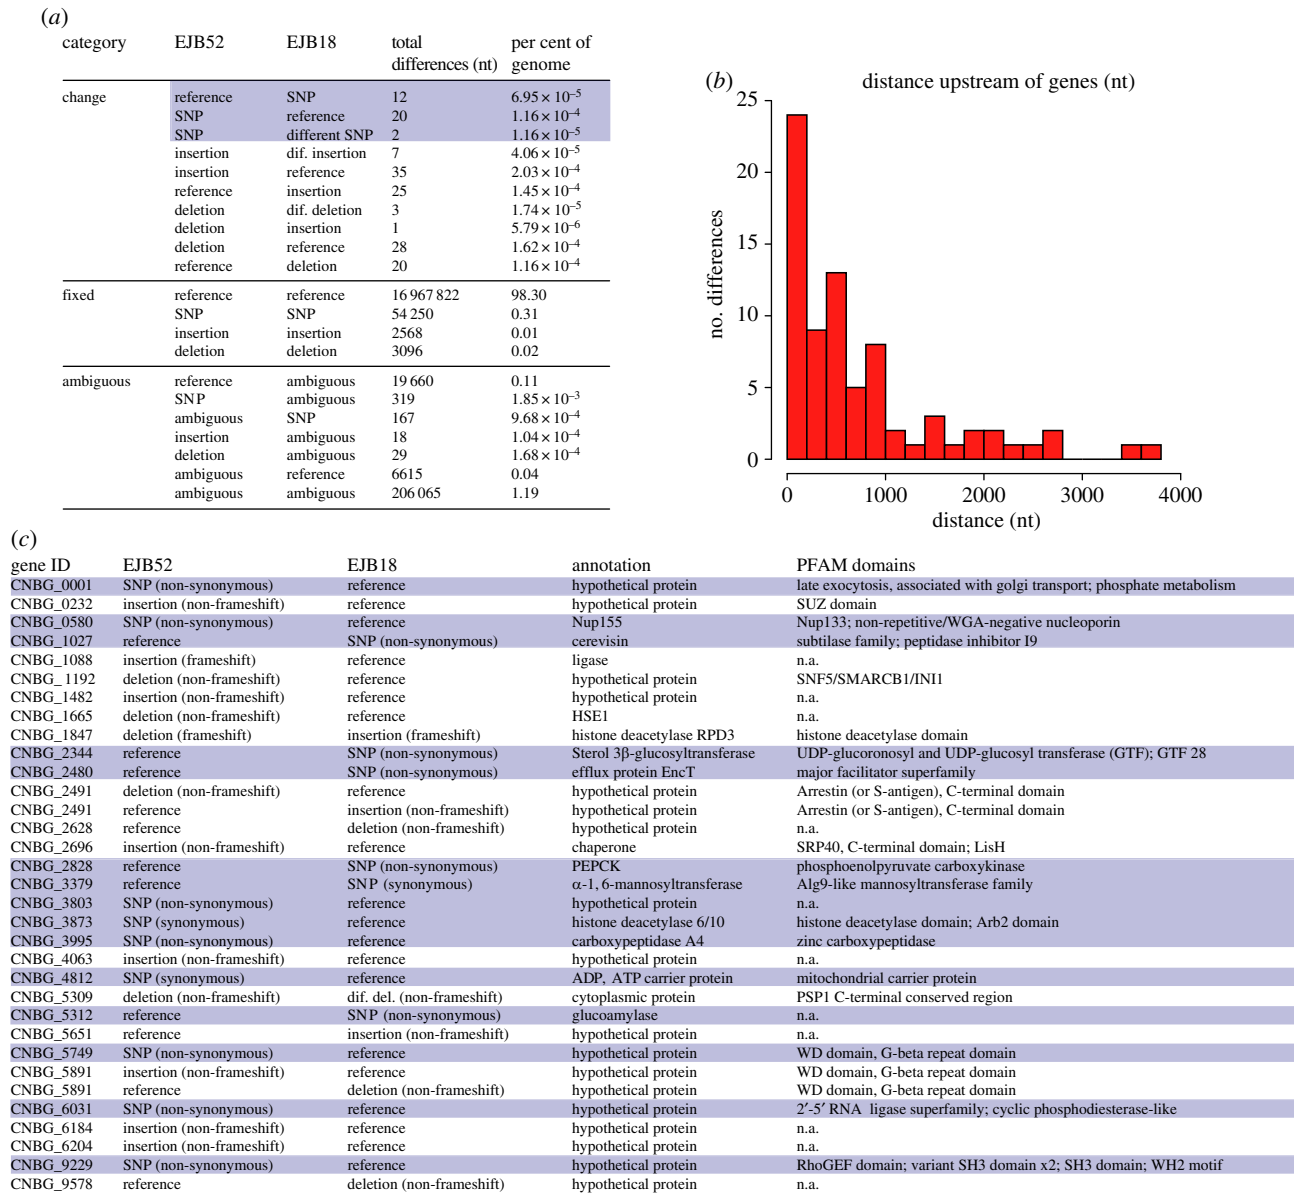 (a)
category EJB52 EJB18 total differences (nt) per cent of genome
change reference SNP 12 6.95 × 10⁻⁵
SNP reference 20 1.16 × 10⁻⁴
SNP different SNP 2 1.16 × 10⁻⁵
insertion dif. insertion 7 4.06 × 10⁻⁵
insertion reference 35 2.03 × 10⁻⁴
reference insertion 25 1.45 × 10⁻⁴
deletion dif. deletion 3 1.74 × 10⁻⁵
deletion insertion 1 5.79 × 10⁻⁶
deletion reference 28 1.62 × 10⁻⁴
reference deletion 20 1.16 × 10⁻⁴
fixed reference reference 16 967 822 98.30
SNP SNP 54 250 0.31
insertion insertion 2568 0.01
deletion deletion 3096 0.02
ambiguous reference ambiguous 19 660 0.11
SNP ambiguous 319 1.85 × 10⁻³
ambiguous SNP 167 9.68 × 10⁻⁴
insertion ambiguous 18 1.04 × 10⁻⁴
deletion ambiguous 29 1.68 × 10⁻⁴
ambiguous reference 6615 0.04
ambiguous ambiguous 206 065 1.19
(b) distance upstream of genes (nt)
25
20
15
10
5
0
no. differences
0 1000 2000 3000 4000
distance (nt)
(c)
gene ID EJB52 EJB18 annotation PFAM domains
CNBG_0001 SNP (non-synonymous) reference hypothetical protein late exocytosis, associated with golgi transport; phosphate metabolism
CNBG_0232 insertion (non-frameshift) reference hypothetical protein SUZ domain
CNBG_0580 SNP (non-synonymous) reference Nup155 Nup133; non-repetitive/WGA-negative nucleoporin
CNBG_1027 reference SNP (non-synonymous) cerevisin subtilase family; peptidase inhibitor I9
CNBG_1088 insertion (frameshift) reference ligase n.a.
CNBG_ 1192 deletion (non-frameshift) reference hypothetical protein SNF5/SMARCB1/INI1
CNBG_1482 insertion (non-frameshift) reference hypothetical protein n.a.
CNBG_1665 deletion (non-frameshift) reference HSE1 n.a.
CNBG_1847 deletion (frameshift) insertion (frameshift) histone deacetylase RPD3 histone deacetylase domain
CNBG_2344 reference SNP (non-synonymous) Sterol 3β-glucosyltransferase UDP-glucoronosyl and UDP-glucosyl transferase (GTF); GTF 28
CNBG_2480 reference SNP (non-synonymous) efflux protein EncT major facilitator superfamily
CNBG_2491 deletion (non-frameshift) reference hypothetical protein Arrestin (or S-antigen), C-terminal domain
CNBG_2491 reference insertion (non-frameshift) hypothetical protein Arrestin (or S-antigen), C-terminal domain
CNBG_2628 reference deletion (non-frameshift) hypothetical protein n.a.
CNBG_2696 insertion (non-frameshift) reference chaperone SRP40, C-terminal domain; LisH
CNBG_2828 reference SNP (non-synonymous) PEPCK phosphoenolpyruvate carboxykinase
CNBG_3379 reference SNP (synonymous) α-1, 6-mannosyltransferase Alg9-like mannosyltransferase family
CNBG_3803 SNP (non-synonymous) reference hypothetical protein n.a.
CNBG_3873 SNP (synonymous) reference histone deacetylase 6/10 histone deacetylase domain; Arb2 domain
CNBG_3995 SNP (non-synonymous) reference carboxypeptidase A4 zinc carboxypeptidase
CNBG_4063 insertion (non-frameshift) reference hypothetical protein n.a.
CNBG_4812 SNP (synonymous) reference ADP, ATP carrier protein mitochondrial carrier protein
CNBG_5309 deletion (non-frameshift) dif. del. (non-frameshift) cytoplasmic protein PSP1 C-terminal conserved region
CNBG_5312 reference SNP (non-synonymous) glucoamylase n.a.
CNBG_5651 reference insertion (non-frameshift) hypothetical protein n.a.
CNBG_5749 SNP (non-synonymous) reference hypothetical protein WD domain, G-beta repeat domain
CNBG_5891 insertion (non-frameshift) reference hypothetical protein WD domain, G-beta repeat domain
CNBG_5891 reference deletion (non-frameshift) hypothetical protein WD domain, G-beta repeat domain
CNBG_6031 SNP (non-synonymous) reference hypothetical protein 2′-5′ RNA ligase superfamily; cyclic phosphodiesterase-like
CNBG_6184 insertion (non-frameshift) reference hypothetical protein n.a.
CNBG_6204 insertion (non-frameshift) reference hypothetical protein n.a.
CNBG_9229 SNP (non-synonymous) reference hypothetical protein RhoGEF domain; variant SH3 domain x2; SH3 domain; WH2 motif
CNBG_9578 reference deletion (non-frameshift) hypothetical protein n.a.